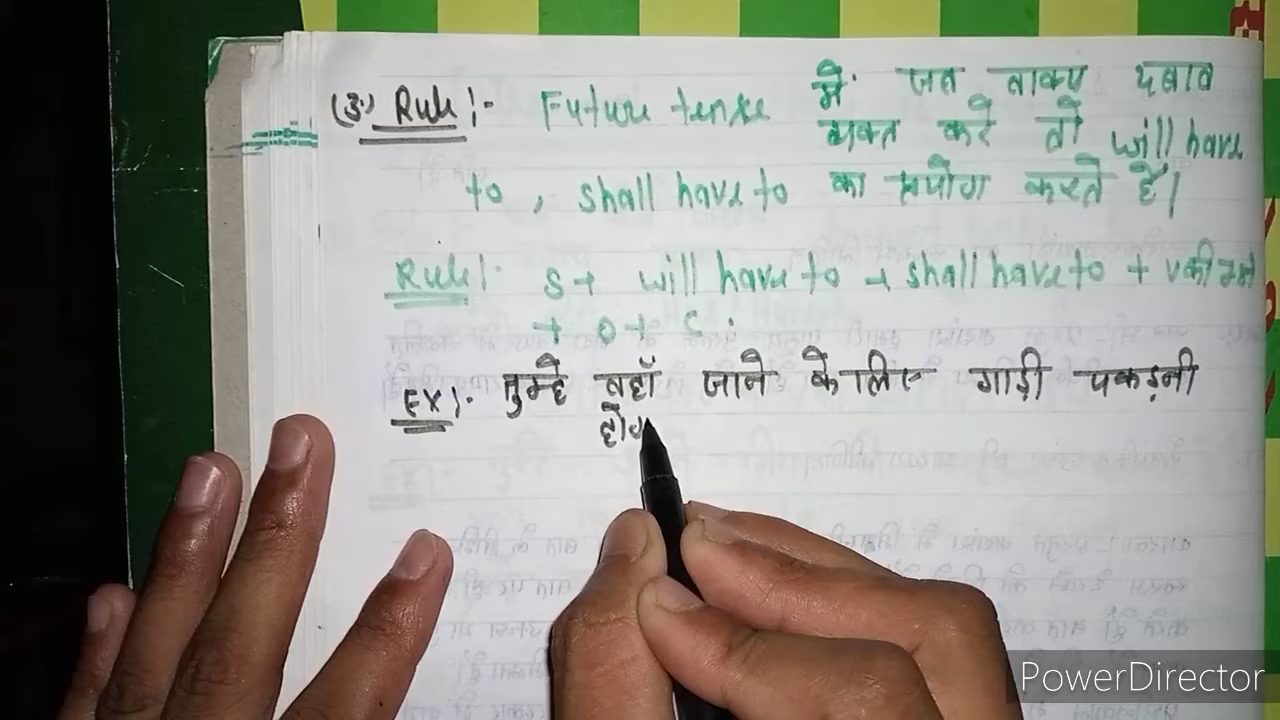 (3) Rule:- Future tense में जब वाक्य दबाव
व्यक्त करे तो will have
to , shall have to का प्रयोग करते हैं।
Rule:- S+ will have to + shall have to + v की
+ O + C.
Ex:- तुम्हे वहाँ जाने के लिए गाड़ी पकड़नी
होग
PowerDirector